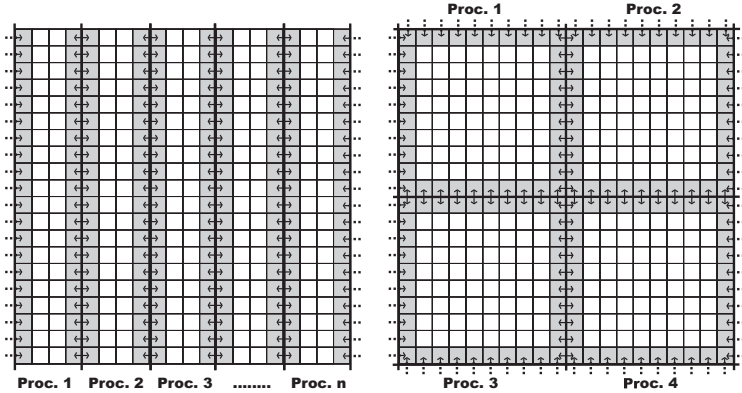 Proc. 1 Proc. 2
Proc. 1 Proc. 2 Proc. 3 ........ Proc. n
Proc. 3 Proc. 4